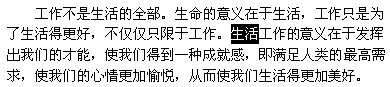 工作不是生活的全部。生命的意义在于生活，工作只是为
了生活得更好，不仅仅只限于工作。生活工作的意义在于发挥
出我们的才能，使我们得到一种成就感，即满足人类的最高需
求，使我们的心情更加愉悦，从而使我们生活得更加美好。